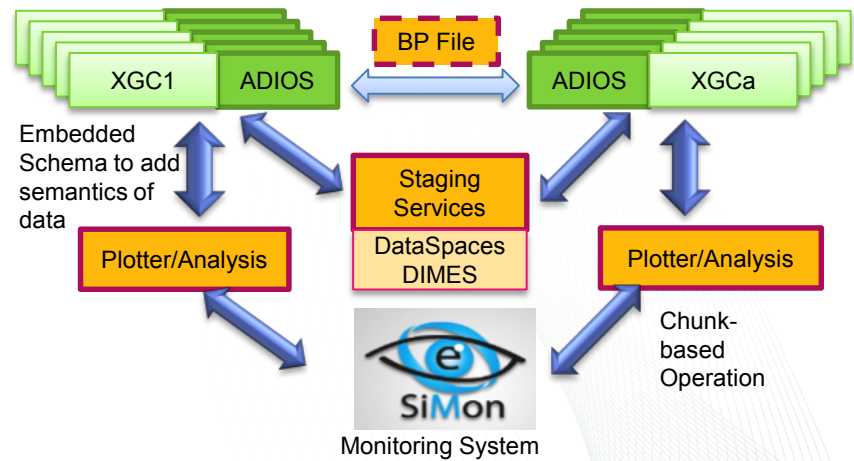 BP File
XGC1
ADIOS
ADIOS
XGCa
Embedded
Schema to add
semantics of
data
Staging
Services
DataSpaces
DIMES
Plotter/Analysis
Plotter/Analysis
e
SiMon
Monitoring System
Chunk-
based
Operation